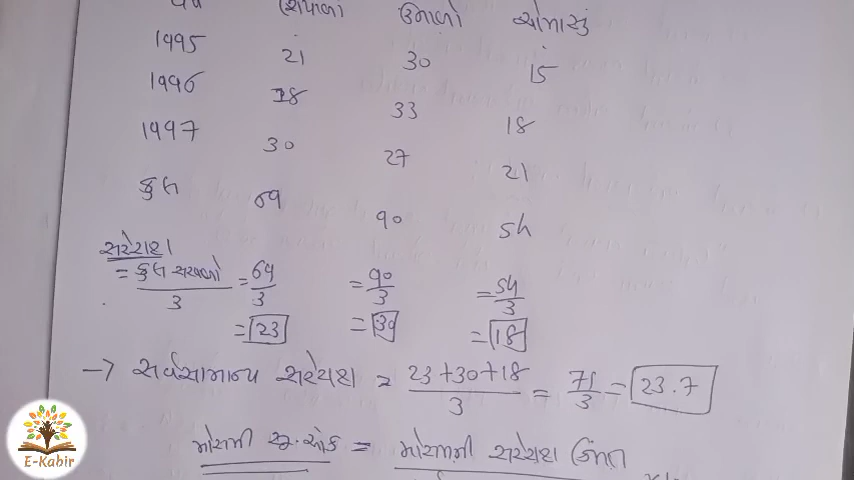 વર્ષ શિયાળો ઉનાળો ચોમાસું
1995 21 30 15
1996 18 33 18
1997 30 27 21
કુલ 69 90 54
સરેરાશ
= કુલ સરવાળો / 3 = 69/3 = 90/3 = 54/3
= 23 = 30 = 18
→ સર્વસામાન્ય સરેરાશ = 23+30+18 / 3 = 71/3 = 23.7
મોસમી સૂ. આંક = મોસમની સરેરાશ કિંમત
E-Kabir